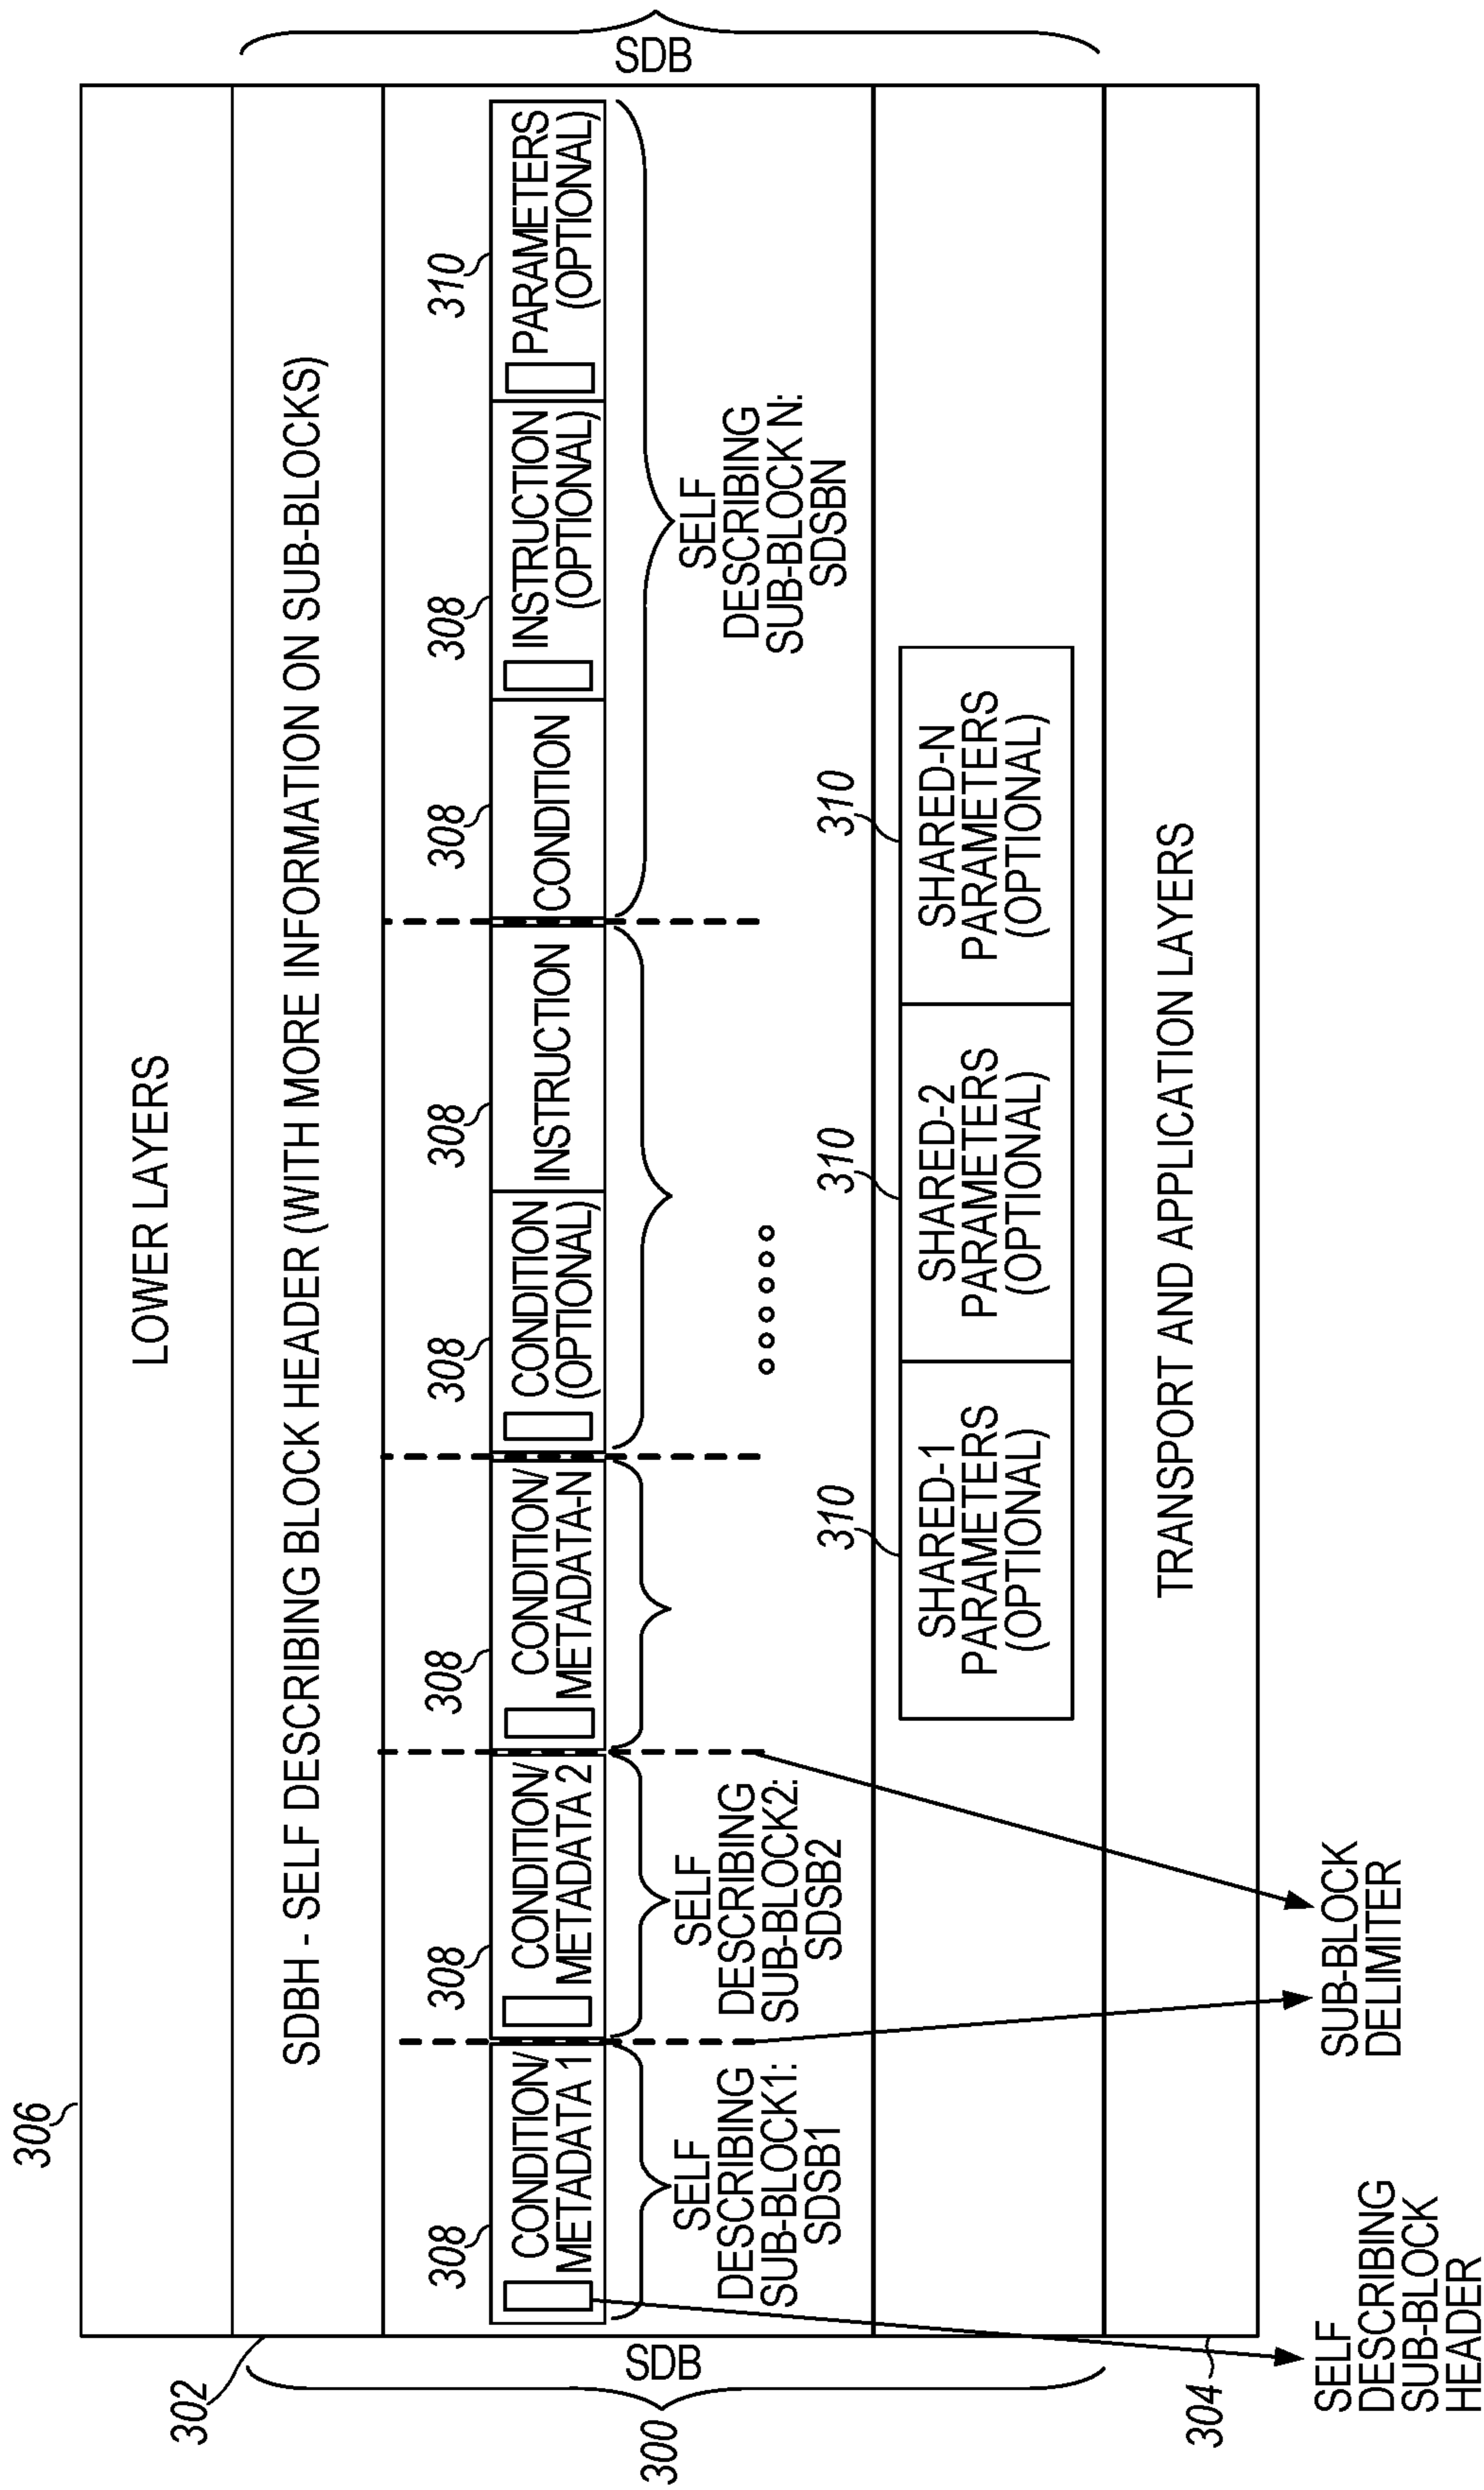 306
LOWER LAYERS
302
SDBH - SELF DESCRIBING BLOCK HEADER (WITH MORE INFORMATION ON SUB-BLOCKS)
300
SDB
SDB
308
CONDITION/
METADATA 1
308
CONDITION/
METADATA 2
308
CONDITION/
METADATA-N
308
CONDITION
(OPTIONAL)
308
INSTRUCTION
308
CONDITION
308
INSTRUCTION
(OPTIONAL)
310
PARAMETERS
(OPTIONAL)
SELF
DESCRIBING
SUB-BLOCK1:
SDSB1
SELF
DESCRIBING
SUB-BLOCK2:
SDSB2
SELF
DESCRIBING
SUB-BLOCK N:
SDSBN
310
SHARED-1
PARAMETERS
(OPTIONAL)
310
SHARED-2
PARAMETERS
(OPTIONAL)
310
SHARED-N
PARAMETERS
(OPTIONAL)
304
TRANSPORT AND APPLICATION LAYERS
SELF
DESCRIBING
SUB-BLOCK
HEADER
SUB-BLOCK
DELIMITER